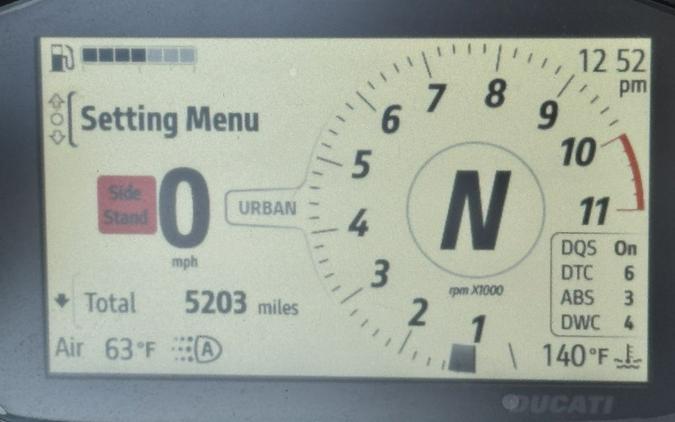 12 52
pm
Setting Menu
Side
Stand
0
mph
URBAN
1
2
3
4
5
6
7
8
9
10
11
N
rpm X1000
DQS On
DTC 6
ABS 3
DWC 4
Total 5203 miles
Air 63°F A
140°F
DUCATI